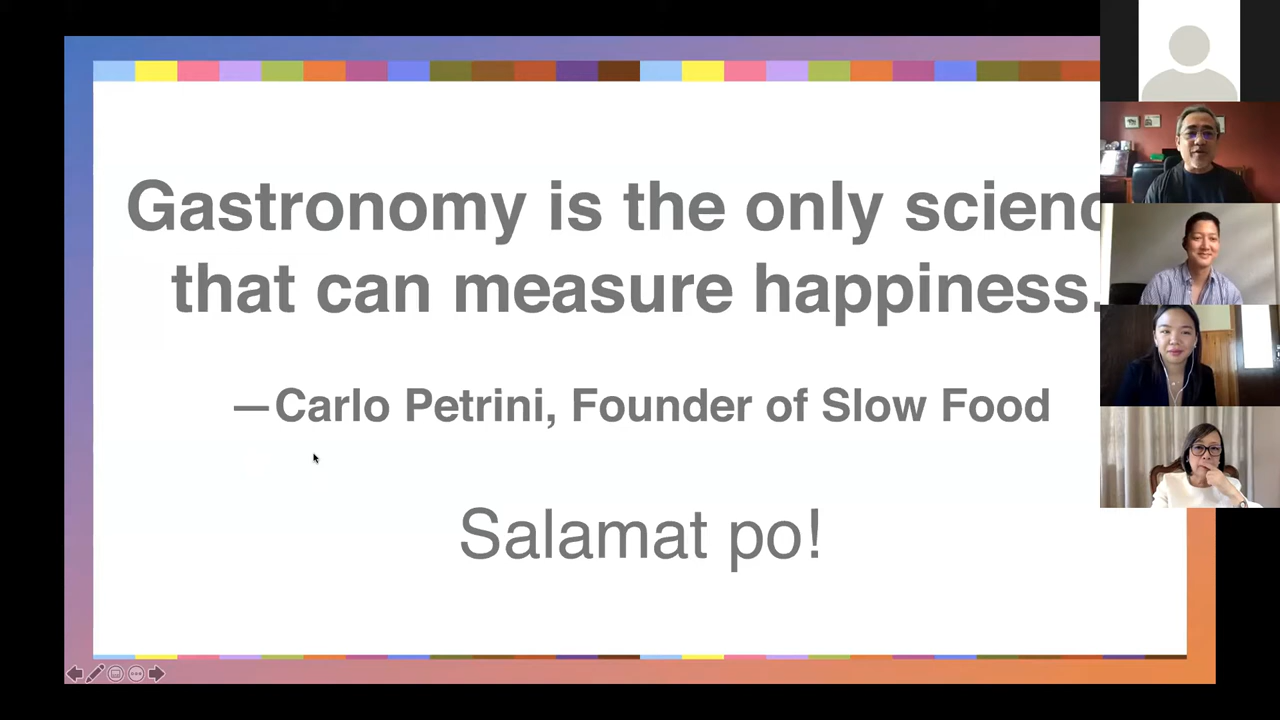 Gastronomy is the only scienc
that can measure happiness.
—Carlo Petrini, Founder of Slow Food
Salamat po!